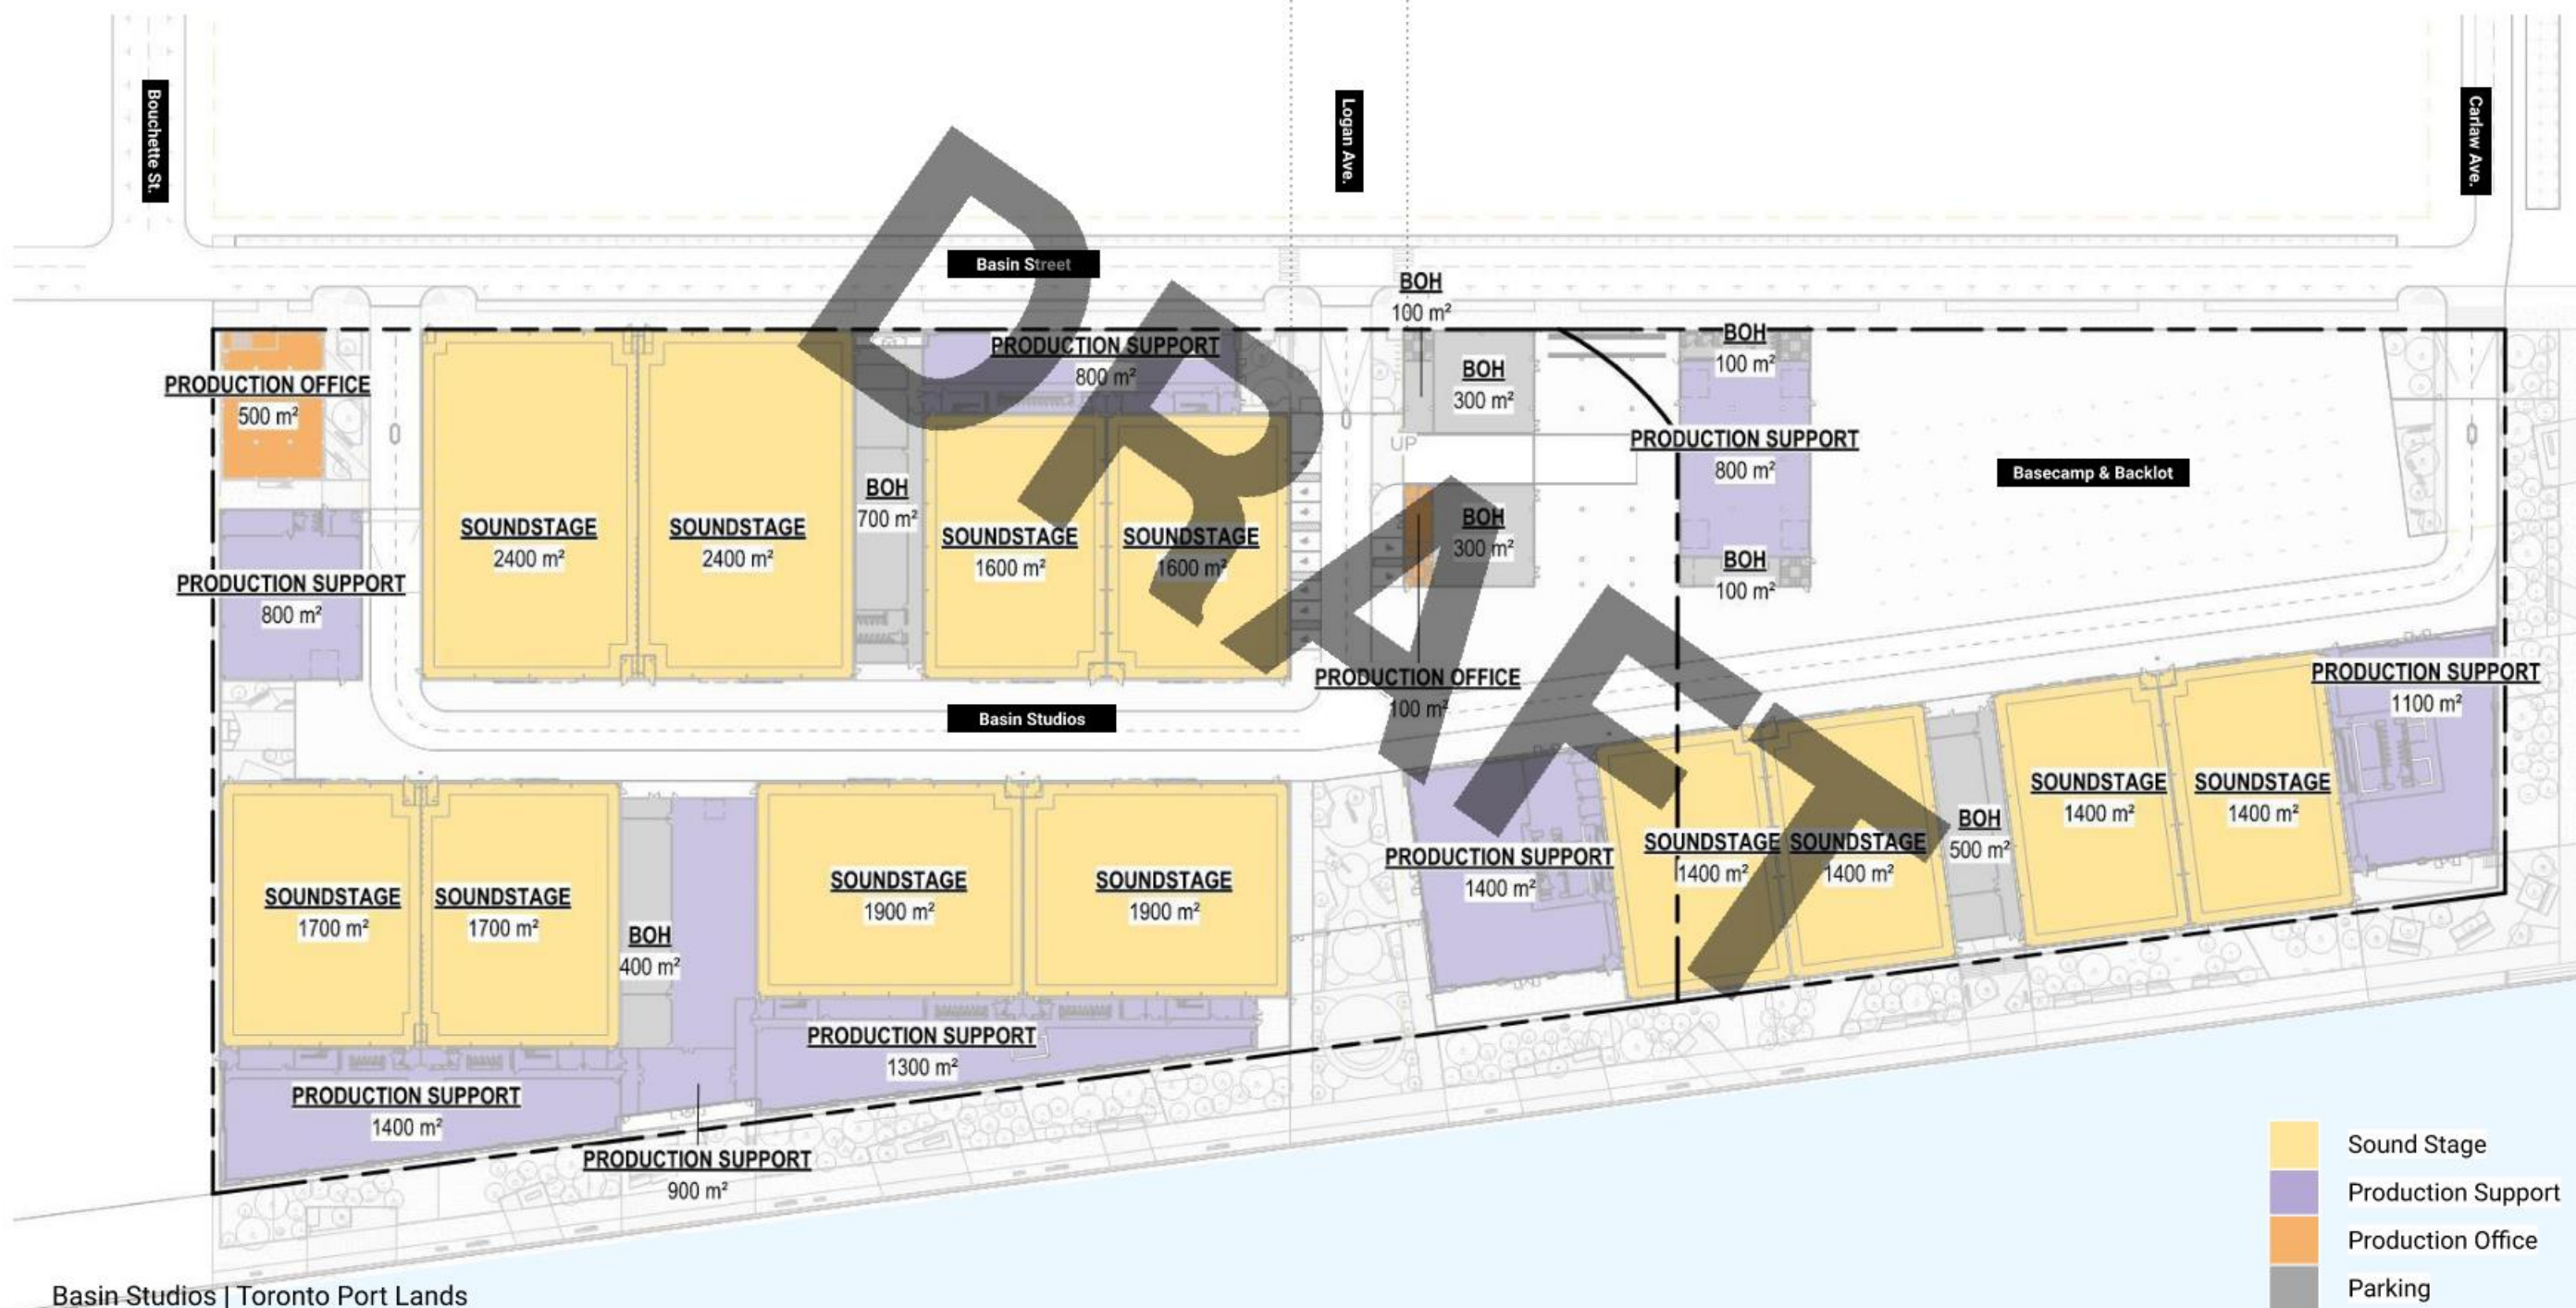 Bouchette St.
Logan Ave.
Carlaw Ave.
Basin Street
BOH
100 m²
PRODUCTION OFFICE
500 m²
PRODUCTION SUPPORT
800 m²
BOH
300 m²
BOH
100 m²
UP
PRODUCTION SUPPORT
800 m²
Basecamp & Backlot
SOUNDSTAGE
2400 m²
SOUNDSTAGE
2400 m²
BOH
700 m²
SOUNDSTAGE
1600 m²
SOUNDSTAGE
1600 m²
BOH
300 m²
BOH
100 m²
PRODUCTION SUPPORT
800 m²
PRODUCTION OFFICE
100 m²
PRODUCTION SUPPORT
1100 m²
Basin Studios
DRAFT
SOUNDSTAGE
1700 m²
SOUNDSTAGE
1700 m²
BOH
400 m²
SOUNDSTAGE
1900 m²
SOUNDSTAGE
1900 m²
PRODUCTION SUPPORT
1400 m²
SOUNDSTAGE
1400 m²
SOUNDSTAGE
1400 m²
BOH
500 m²
SOUNDSTAGE
1400 m²
SOUNDSTAGE
1400 m²
PRODUCTION SUPPORT
1300 m²
PRODUCTION SUPPORT
1400 m²
PRODUCTION SUPPORT
900 m²
Sound Stage
Production Support
Production Office
Parking
Basin Studios | Toronto Port Lands